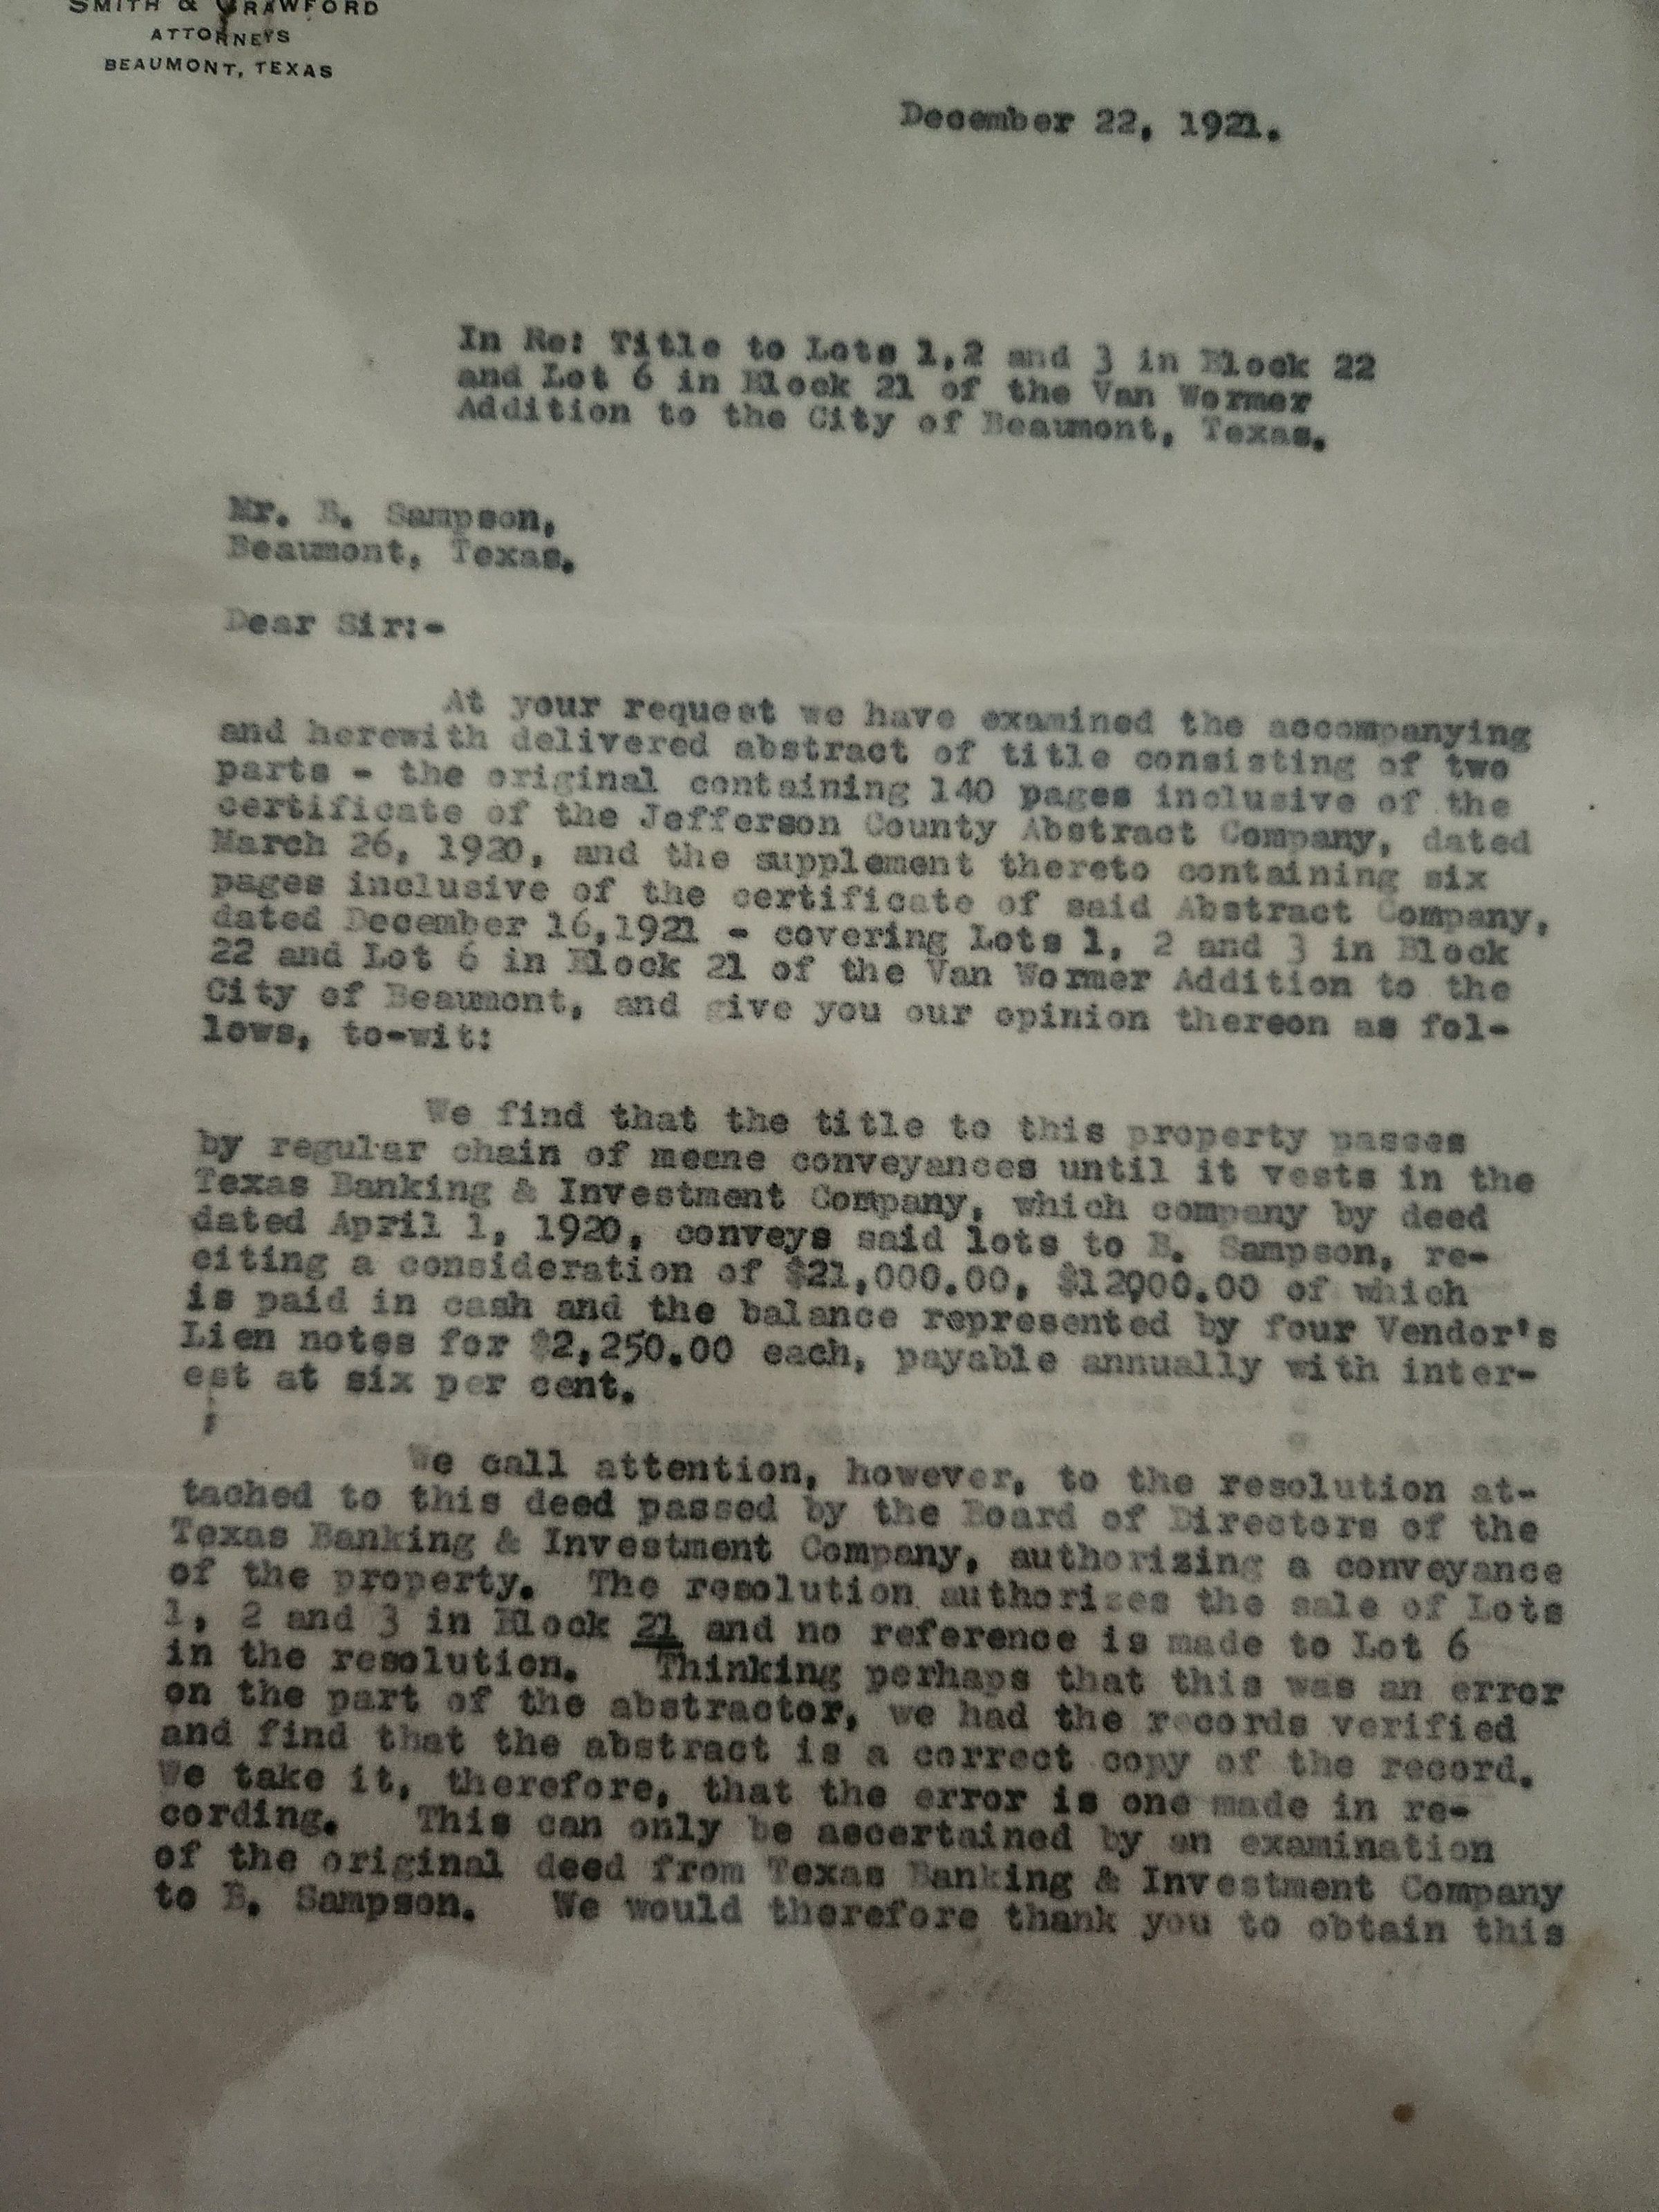 SMITH & CRAWFORD
ATTORNEYS
BEAUMONT, TEXAS
December 22, 1921.
In Re: Title to Lots 1,2 and 3 in Block 22
and Lot 6 in Block 21 of the Van Wormer
Addition to the City of Beaumont, Texas.
Mr. B. Sampson,
Beaumont, Texas.
Dear Sir:-
At your request we have examined the accompanying
and herewith delivered abstract of title consisting of two
parts - the original containing 140 pages inclusive of the
certificate of the Jefferson County Abstract Company, dated
March 26, 1920, and the supplement thereto containing six
pages inclusive of the certificate of said Abstract Company,
dated December 16,1921 - covering Lots 1, 2 and 3 in Block
22 and Lot 6 in Block 21 of the Van Wormer Addition to the
City of Beaumont, and give you our opinion thereon as fol-
lows, to-wit:
We find that the title to this property passes
by regular chain of mesne conveyances until it vests in the
Texas Banking & Investment Company, which company by deed
dated April 1, 1920, conveys said lots to B. Sampson, re-
citing a consideration of $21,000.00, $12000.00 of which
is paid in cash and the balance represented by four Vendor's
Lien notes for $2,250.00 each, payable annually with inter-
est at six per cent.
We call attention, however, to the resolution at-
tached to this deed passed by the Board of Directors of the
Texas Banking & Investment Company, authorizing a conveyance
of the property. The resolution authorizes the sale of Lots
1, 2 and 3 in Block 21 and no reference is made to Lot 6
in the resolution. Thinking perhaps that this was an error
on the part of the abstractor, we had the records verified
and find that the abstract is a correct copy of the record.
We take it, therefore, that the error is one made in re-
cording. This can only be ascertained by an examination
of the original deed from Texas Banking & Investment Company
to B. Sampson. We would therefore thank you to obtain this